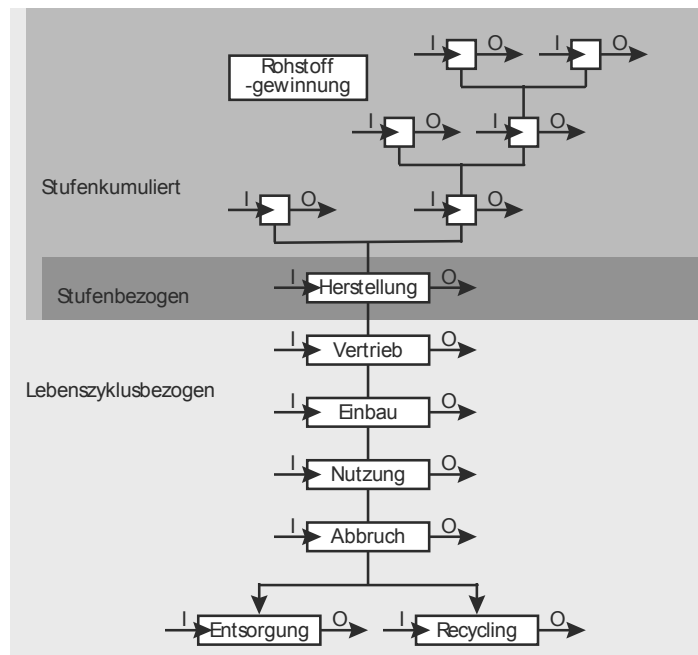 I O I O
Rohstoff
-gewinnung
I O I O
Stufenkumuliert
I O I O
Stufenbezogen
I Herstellung O
I Vertrieb O
Lebenszyklusbezogen
I Einbau O
I Nutzung O
I Abbruch O
I Entsorgung O I Recycling O